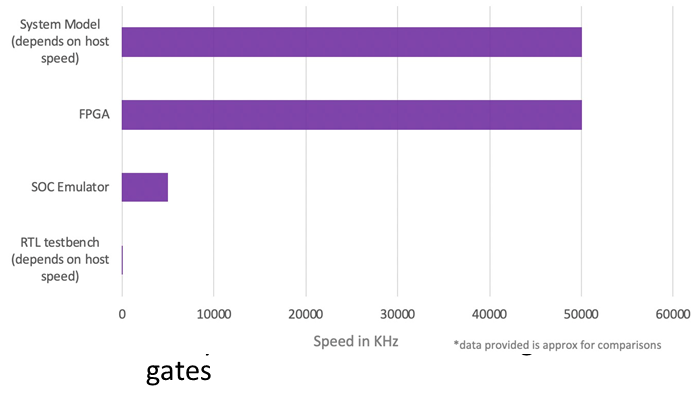 System Model
(depends on host
speed)
FPGA
SOC Emulator
RTL testbench
(depends on host
speed)
0 10000 20000 30000 40000 50000 60000
Speed in KHz
*data provided is approx for comparisons
gates